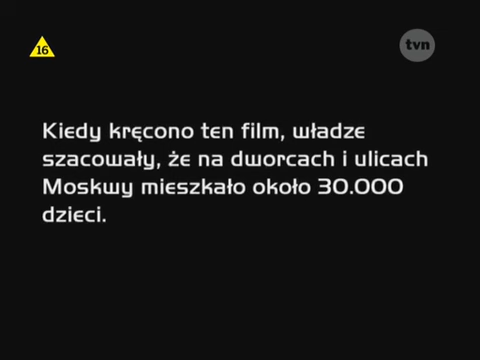 16
tvn
Kiedy kręcono ten film, władze
szacowały, że na dworcach i ulicach
Moskwy mieszkało około 30.000
dzieci.